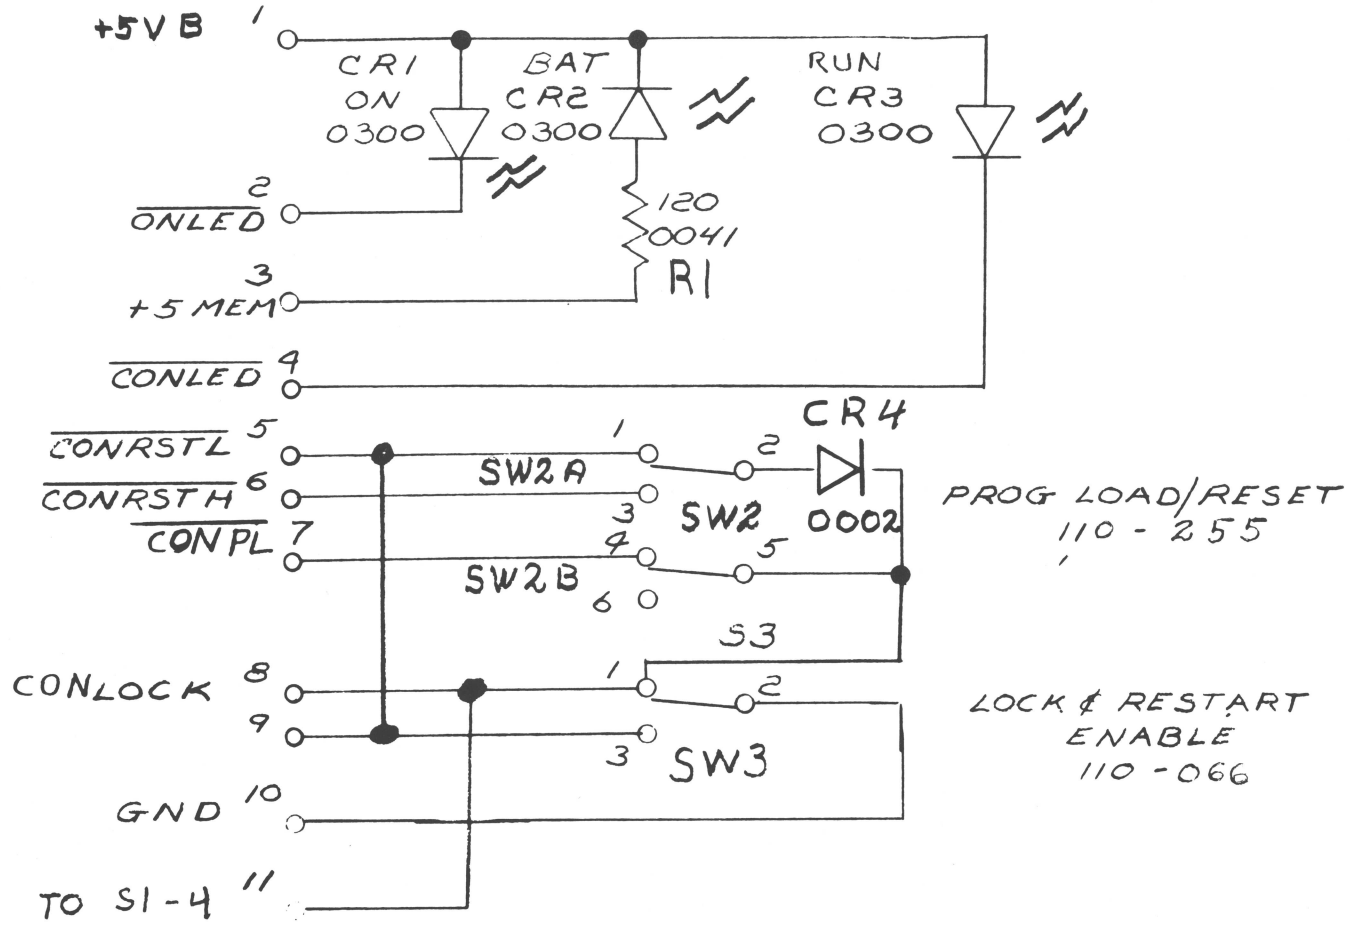 +5VB 1
CR1
ON
0300
BAT
CR2
0300
RUN
CR3
0300
2
ONLED
120
0041
R1
3
+5 MEM
4
CONLED
CR4
5
CONRSTL
1
SW2A
2
6
CONRSTH
3
SW2
0002
PROG LOAD/RESET
110-255
7
CONPL
4
5
SW2B
6
S3
8
CONLOCK
1
2
LOCK & RESTART
ENABLE
110-066
9
3
SW3
10
GND
11
TO S1-4